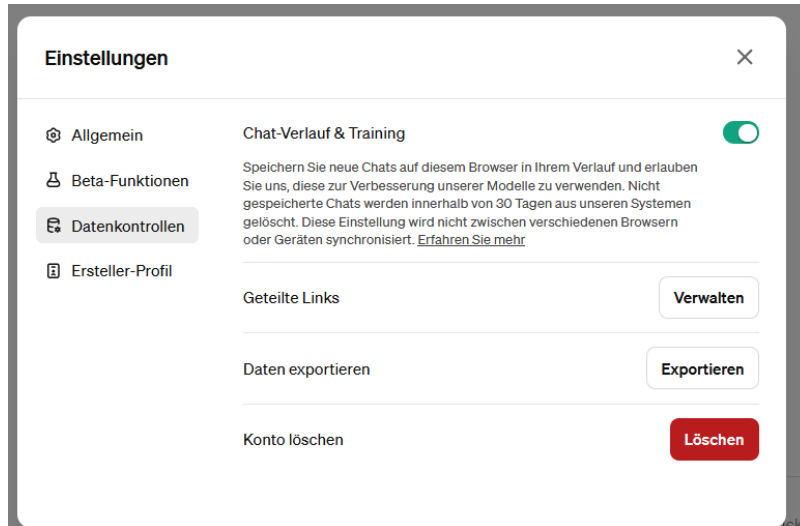 Einstellungen
Allgemein
Beta-Funktionen
Datenkontrollen
Ersteller-Profil
Chat-Verlauf & Training
Speichern Sie neue Chats auf diesem Browser in Ihrem Verlauf und erlauben
Sie uns, diese zur Verbesserung unserer Modelle zu verwenden. Nicht
gespeicherte Chats werden innerhalb von 30 Tagen aus unseren Systemen
gelöscht. Diese Einstellung wird nicht zwischen verschiedenen Browsern
oder Geräten synchronisiert. Erfahren Sie mehr
Geteilte Links
Verwalten
Daten exportieren
Exportieren
Konto löschen
Löschen